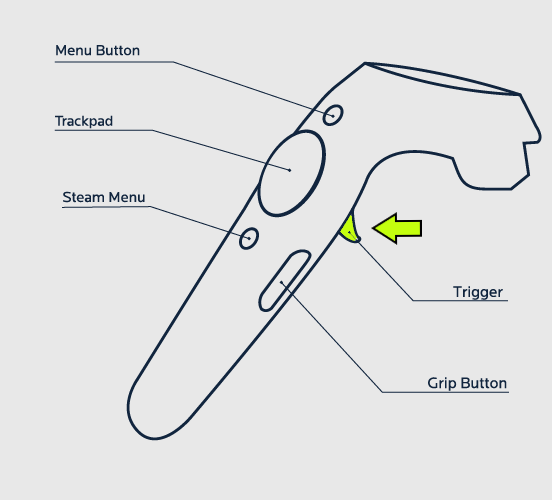 Menu Button
Trackpad
Steam Menu
Trigger
Grip Button